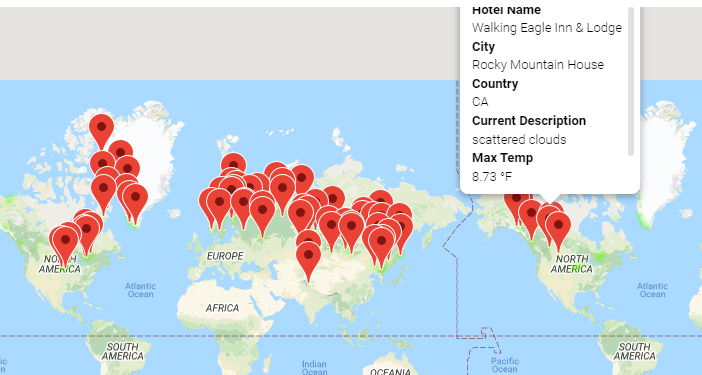 Hotel Name
Walking Eagle Inn & Lodge
City
Rocky Mountain House
Country
CA
Current Description
scattered clouds
Max Temp
8.73 °F
NORTH
AMERICA
Atlantic
Ocean
EUROPE
AFRICA
SOUTH
AMERICA
Indian
Ocean
OCEANIA
Pacific
Ocean
NORTH
AMERICA
Atlantic
Ocean
SOUTH
AMERICA